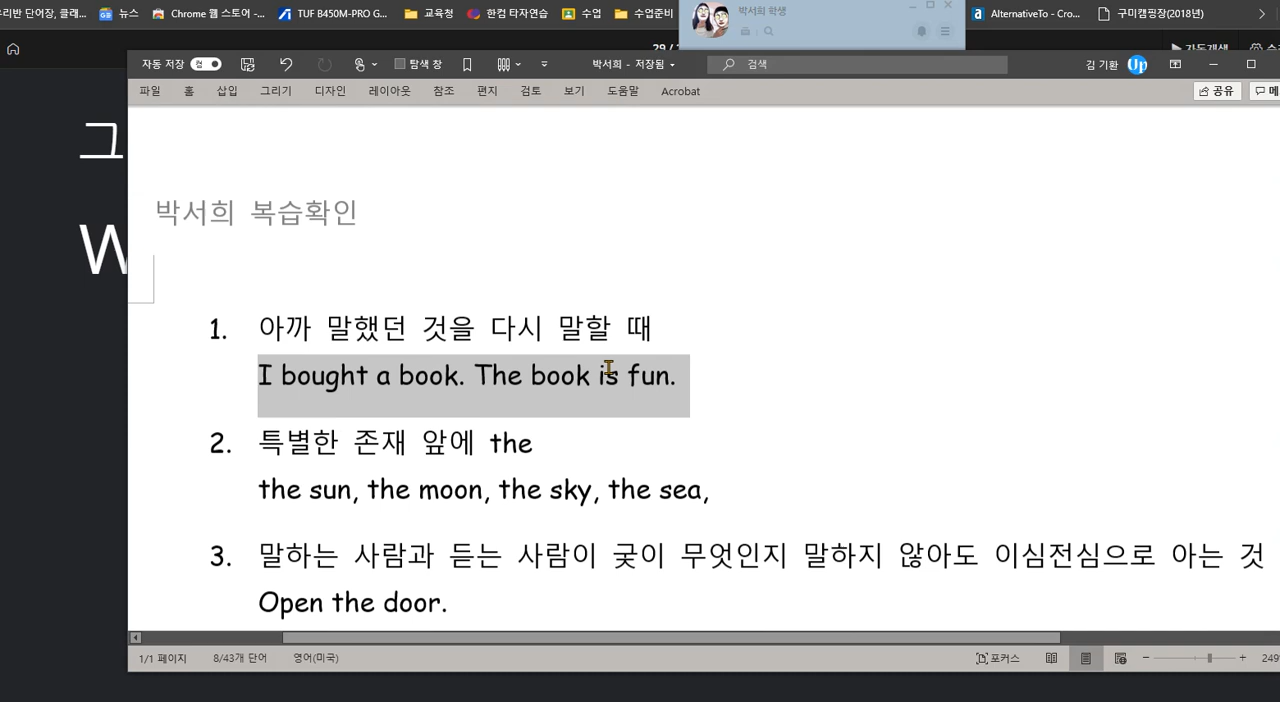 뉴스 Chrome 웹 스토어 -... TUF B450M-PRO G... 교육청 한컴 타자연습 수업 수업준비 박서희 학생 AlternativeTo - Cro... 구미캠핑장(2018년)
자동 저장 탐색 창 박서희 - 저장됨 검색 김 기환
파일 홈 삽입 그리기 디자인 레이아웃 참조 편지 검토 보기 도움말 Acrobat 공유
그
W
박서희 복습확인
1. 아까 말했던 것을 다시 말할 때
I bought a book. The book is fun.
2. 특별한 존재 앞에 the
the sun, the moon, the sky, the sea,
3. 말하는 사람과 듣는 사람이 궂이 무엇인지 말하지 않아도 이심전심으로 아는 것
Open the door.
1/1 페이지 8/43개 단어 영어(미국) 포커스